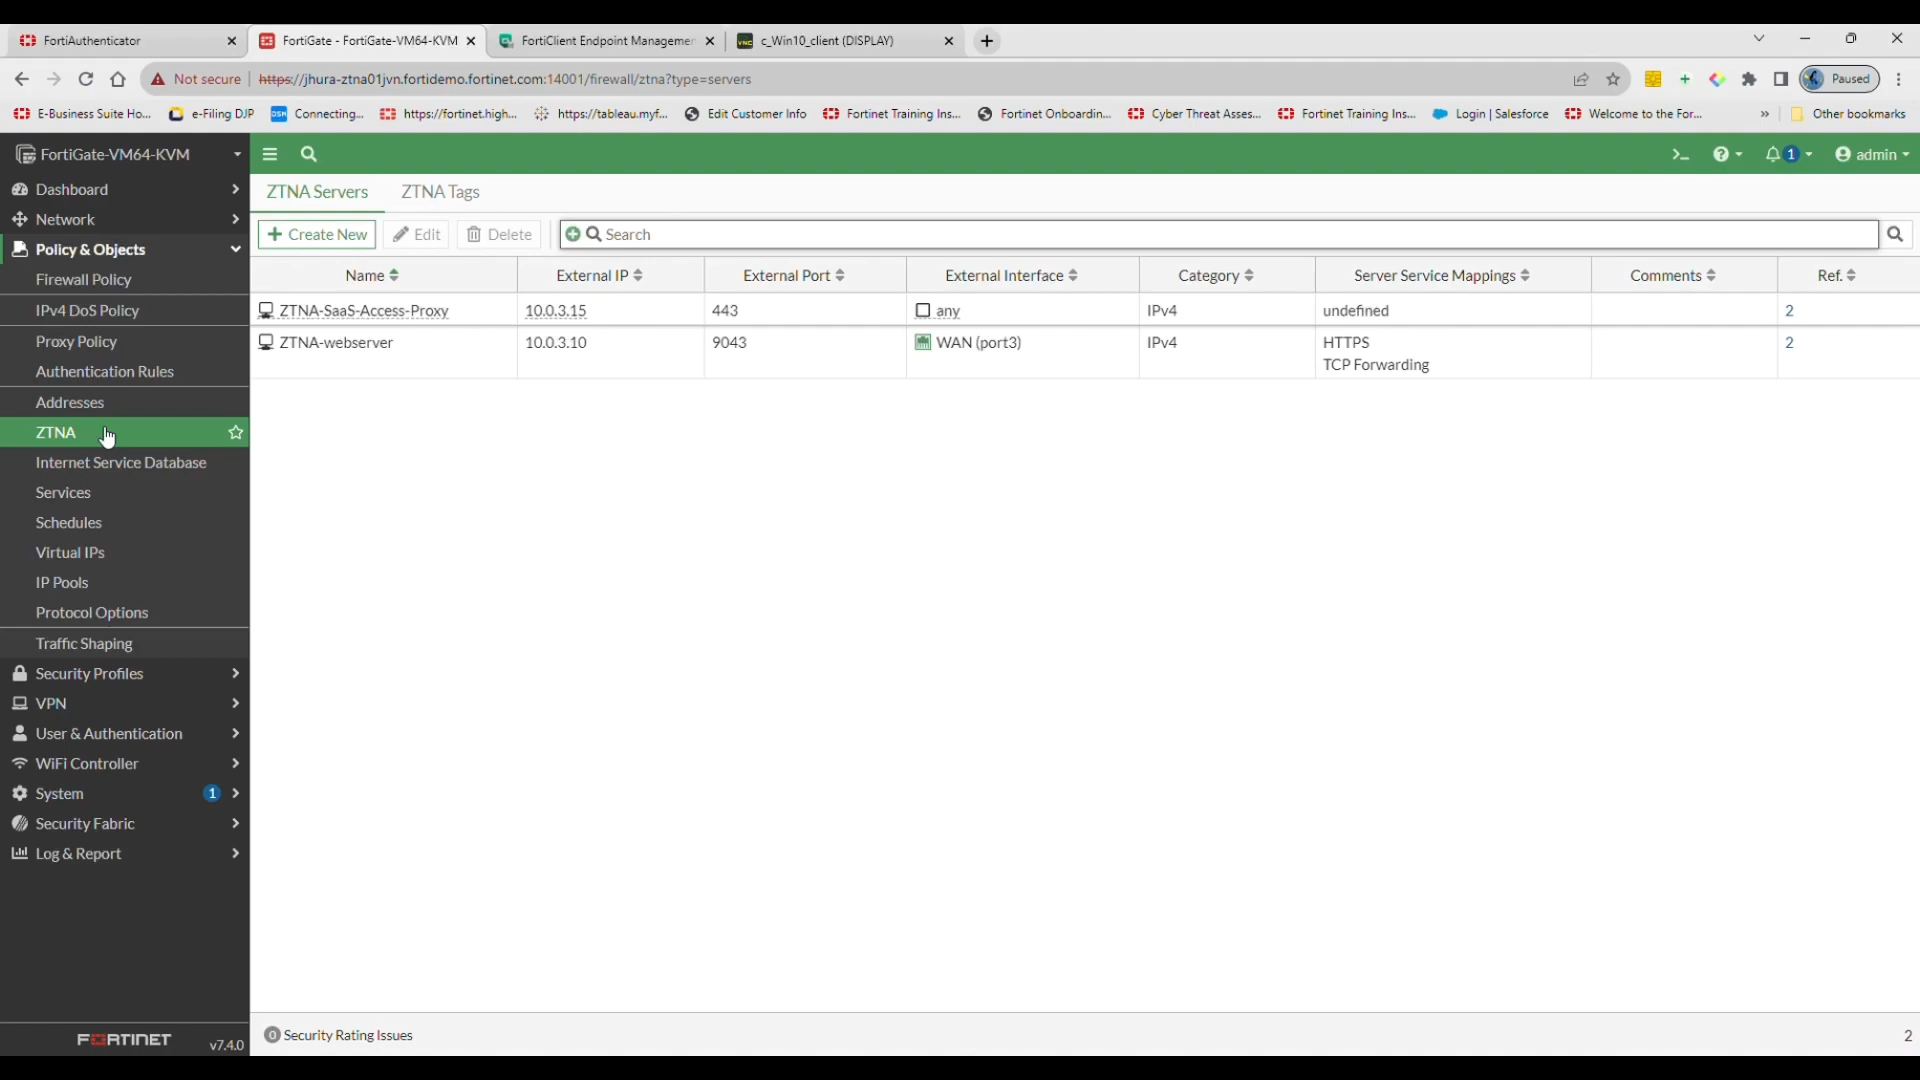 FortiAuthenticator
FortiGate - FortiGate-VM64-KVM
FortiClient Endpoint Managemen
c_Win10_client (DISPLAY)
Not secure | https://jhura-ztna01jvn.fortidemo.fortinet.com:14001/firewall/ztna?type=servers
Paused
E-Business Suite Ho...
e-Filing DJP
Connecting...
https://fortinet.high...
https://tableau.myf...
Edit Customer Info
Fortinet Training Ins...
Fortinet Onboardin...
Cyber Threat Asses...
Fortinet Training Ins...
Login | Salesforce
Welcome to the For...
»
Other bookmarks
FortiGate-VM64-KVM
1
admin
Dashboard
Network
Policy & Objects
Firewall Policy
IPv4 DoS Policy
Proxy Policy
Authentication Rules
Addresses
ZTNA
Internet Service Database
Services
Schedules
Virtual IPs
IP Pools
Protocol Options
Traffic Shaping
Security Profiles
VPN
User & Authentication
WiFi Controller
System 1
Security Fabric
Log & Report
FORTINET v7.4.0
ZTNA Servers ZTNA Tags
Create New Edit Delete Search
Name External IP External Port External Interface Category Server Service Mappings Comments Ref.
ZTNA-SaaS-Access-Proxy 10.0.3.15 443 any IPv4 undefined 2
ZTNA-webserver 10.0.3.10 9043 WAN (port3) IPv4 HTTPS 2
TCP Forwarding
0 Security Rating Issues 2